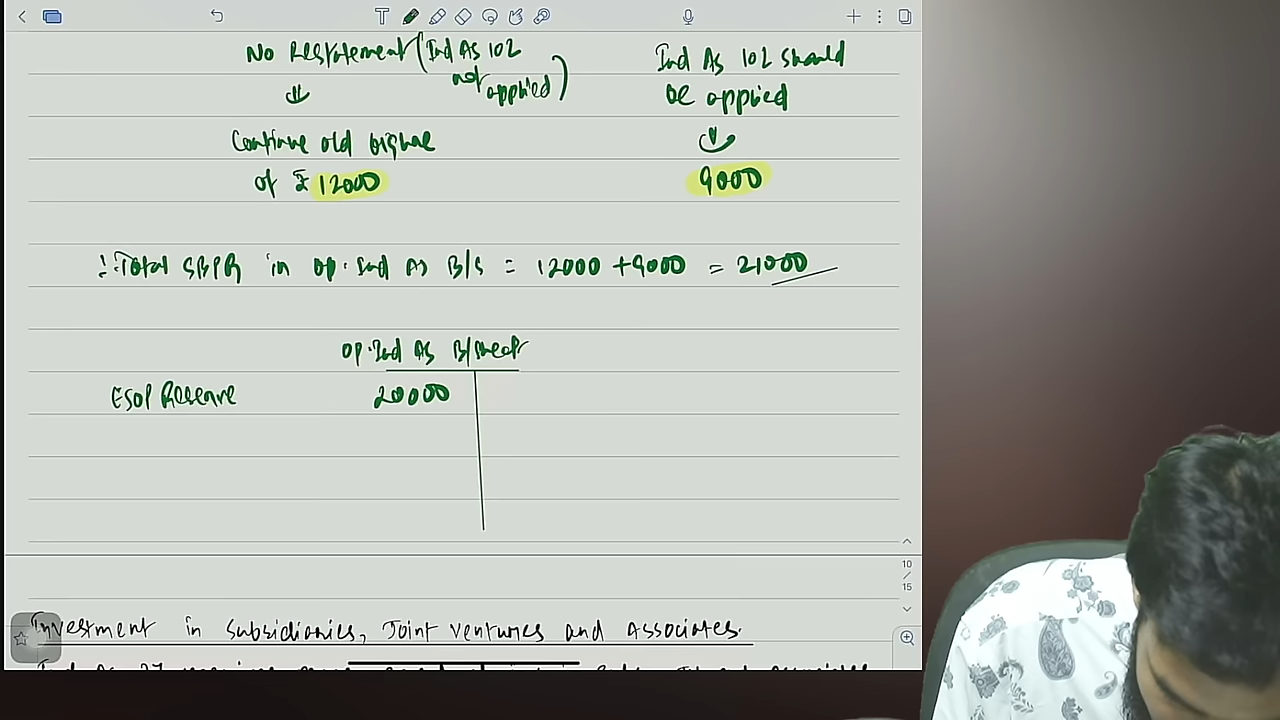 No Restatement (Ind As 102
not applied)
Continue old figure
of ₹ 12000
Ind As 102 should
be applied
9000
∴ Total SBPR in op. Ind As B/s = 12000 + 9000 = 21000
op. Ind As B/sheet
ESOP Reserve 20000
10
/
15
Investment in Subsidiaries, Joint Ventures and Associates.